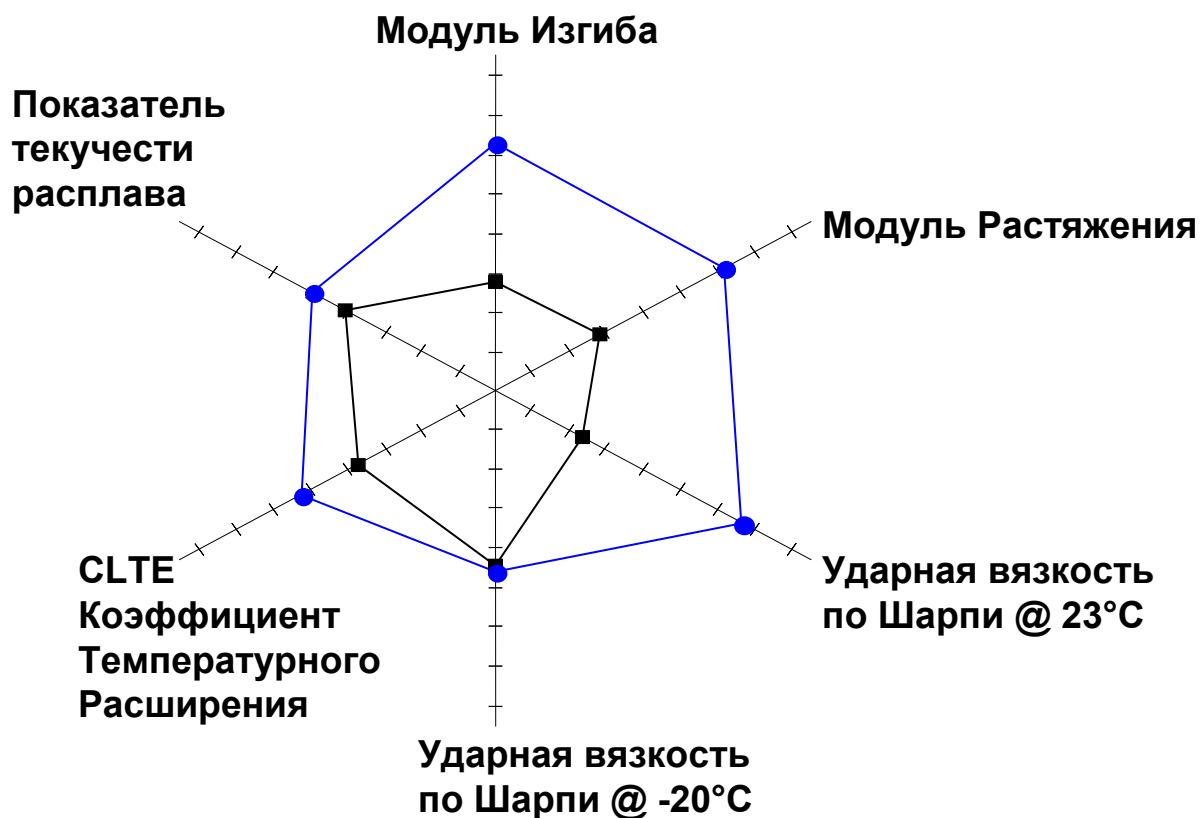 Модуль Изгиба
Показатель
текучести
расплава
Модуль Растяжения
CLTE
Коэффициент
Температурного
Расширения
Ударная вязкость
по Шарпи @ 23°C
Ударная вязкость
по Шарпи @ -20°C